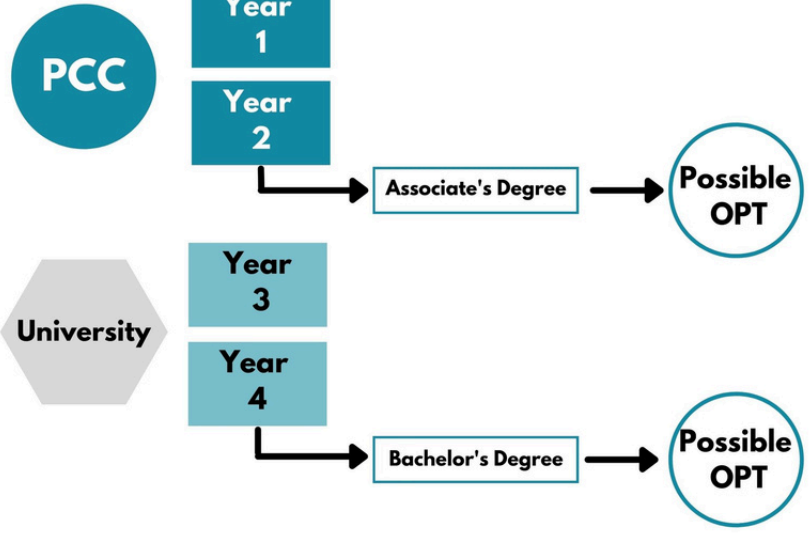 PCC
Year
1
Year
2
Associate's Degree
Possible
OPT
University
Year
3
Year
4
Bachelor's Degree
Possible
OPT